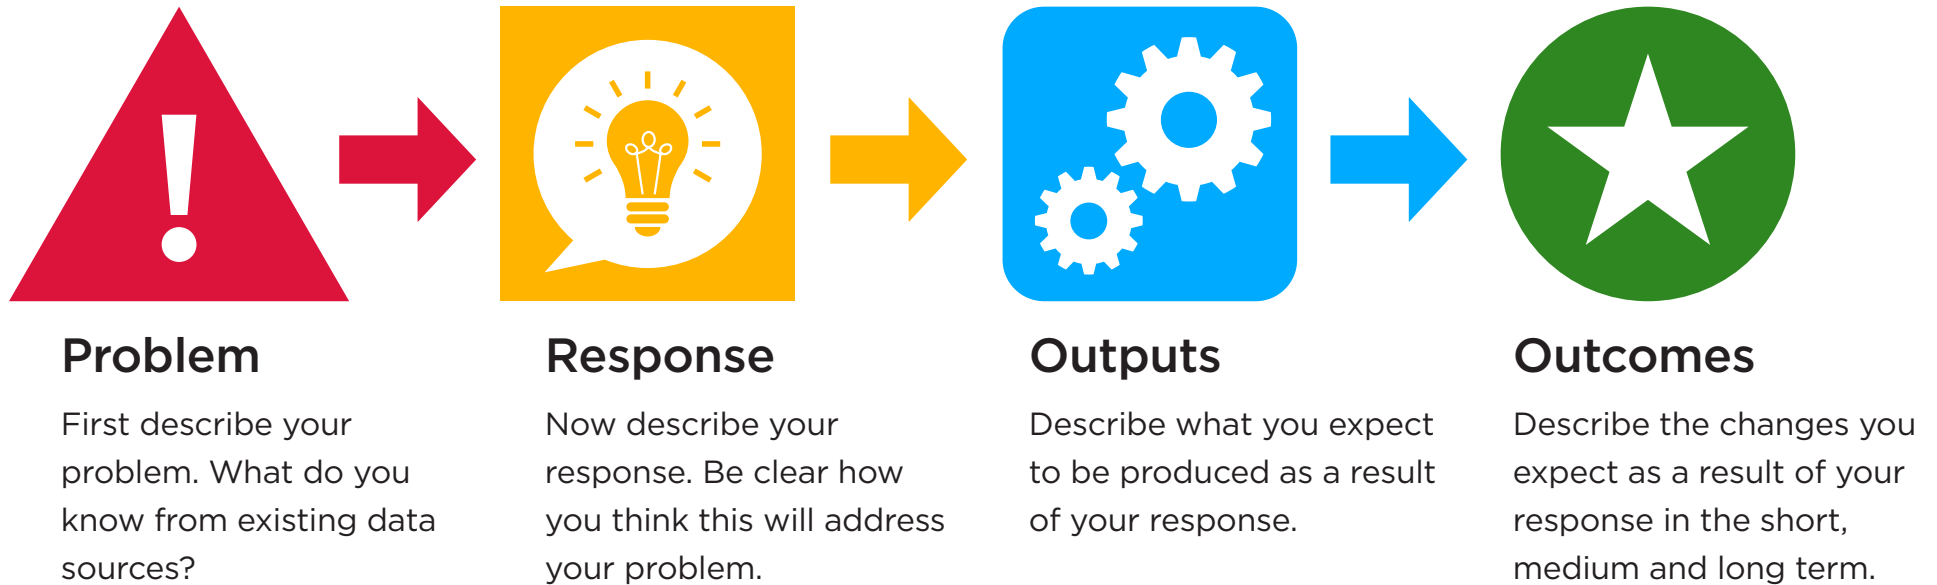 Problem
First describe your
problem. What do you
know from existing data
sources?
Response
Now describe your
response. Be clear how
you think this will address
your problem.
Outputs
Describe what you expect
to be produced as a result
of your response.
Outcomes
Describe the changes you
expect as a result of your
response in the short,
medium and long term.